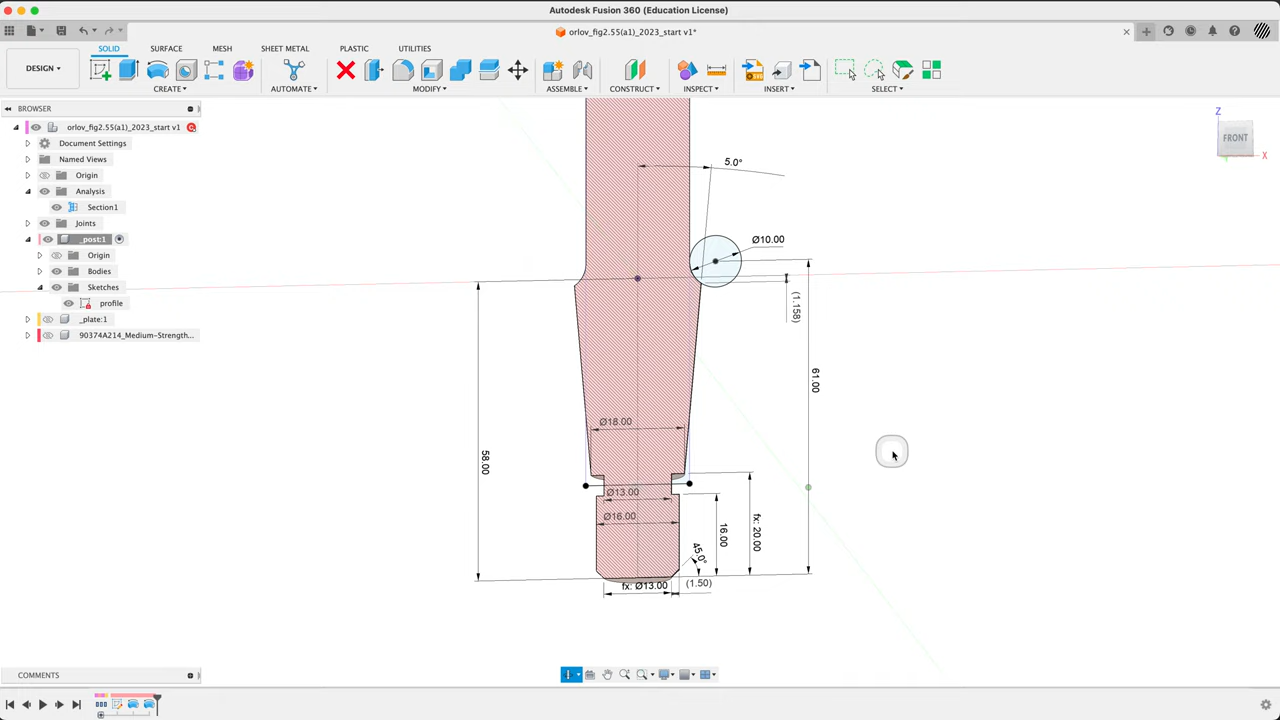 Autodesk Fusion 360 (Education License)
orlov_fig2.55(a1)_2023_start v1*
DESIGN
SOLID SURFACE MESH SHEET METAL PLASTIC UTILITIES
CREATE AUTOMATE MODIFY ASSEMBLE CONSTRUCT INSPECT INSERT SELECT
BROWSER
orlov_fig2.55(a1)_2023_start v1
Document Settings
Named Views
Origin
Analysis
Section1
Joints
_post:1
Origin
Bodies
Sketches
profile
_plate:1
90374A214_Medium-Strength...
Z
FRONT
X
5.0°
Ø10.00
(1.158)
61.00
58.00
Ø18.00
Ø13.00
Ø16.00
16.00
fx: 20.00
45.0°
fx: Ø13.00
(1.50)
COMMENTS